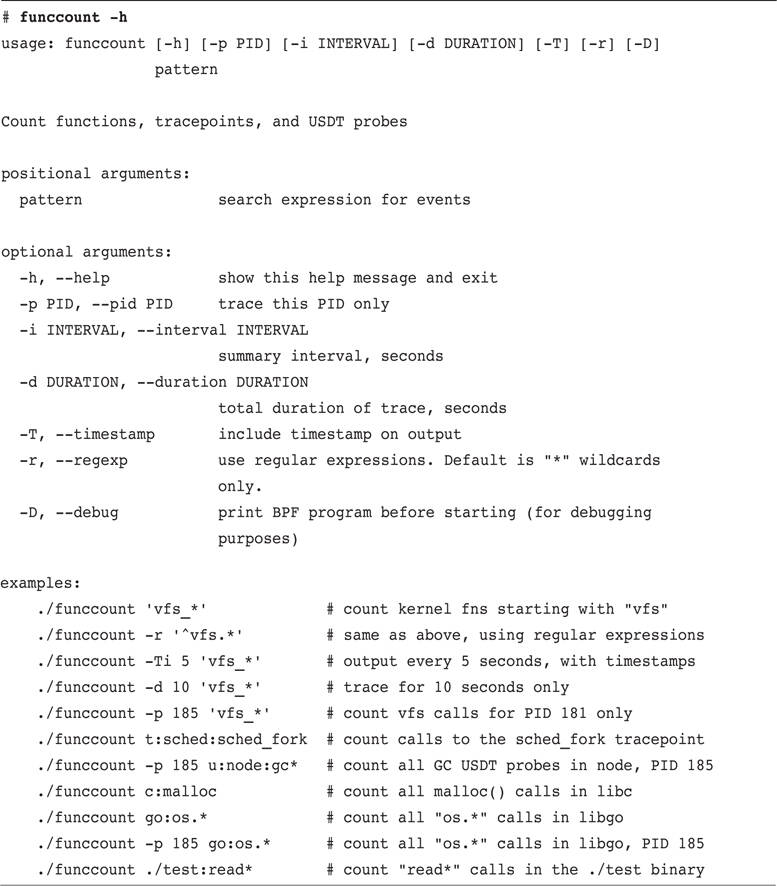 # funccount -h
usage: funccount [-h] [-p PID] [-i INTERVAL] [-d DURATION] [-T] [-r] [-D]
                 pattern

Count functions, tracepoints, and USDT probes

positional arguments:
  pattern               search expression for events

optional arguments:
  -h, --help            show this help message and exit
  -p PID, --pid PID     trace this PID only
  -i INTERVAL, --interval INTERVAL
                        summary interval, seconds
  -d DURATION, --duration DURATION
                        total duration of trace, seconds
  -T, --timestamp       include timestamp on output
  -r, --regexp          use regular expressions. Default is "*" wildcards
                        only.
  -D, --debug           print BPF program before starting (for debugging
                        purposes)

examples:
    ./funccount 'vfs_*'             # count kernel fns starting with "vfs"
    ./funccount -r '^vfs.*'         # same as above, using regular expressions
    ./funccount -Ti 5 'vfs_*'       # output every 5 seconds, with timestamps
    ./funccount -d 10 'vfs_*'       # trace for 10 seconds only
    ./funccount -p 185 'vfs_*'      # count vfs calls for PID 181 only
    ./funccount t:sched:sched_fork  # count calls to the sched_fork tracepoint
    ./funccount -p 185 u:node:gc*   # count all GC USDT probes in node, PID 185
    ./funccount c:malloc            # count all malloc() calls in libc
    ./funccount go:os.*             # count all "os.*" calls in libgo
    ./funccount -p 185 go:os.*      # count all "os.*" calls in libgo, PID 185
    ./funccount ./test:read*        # count "read*" calls in the ./test binary